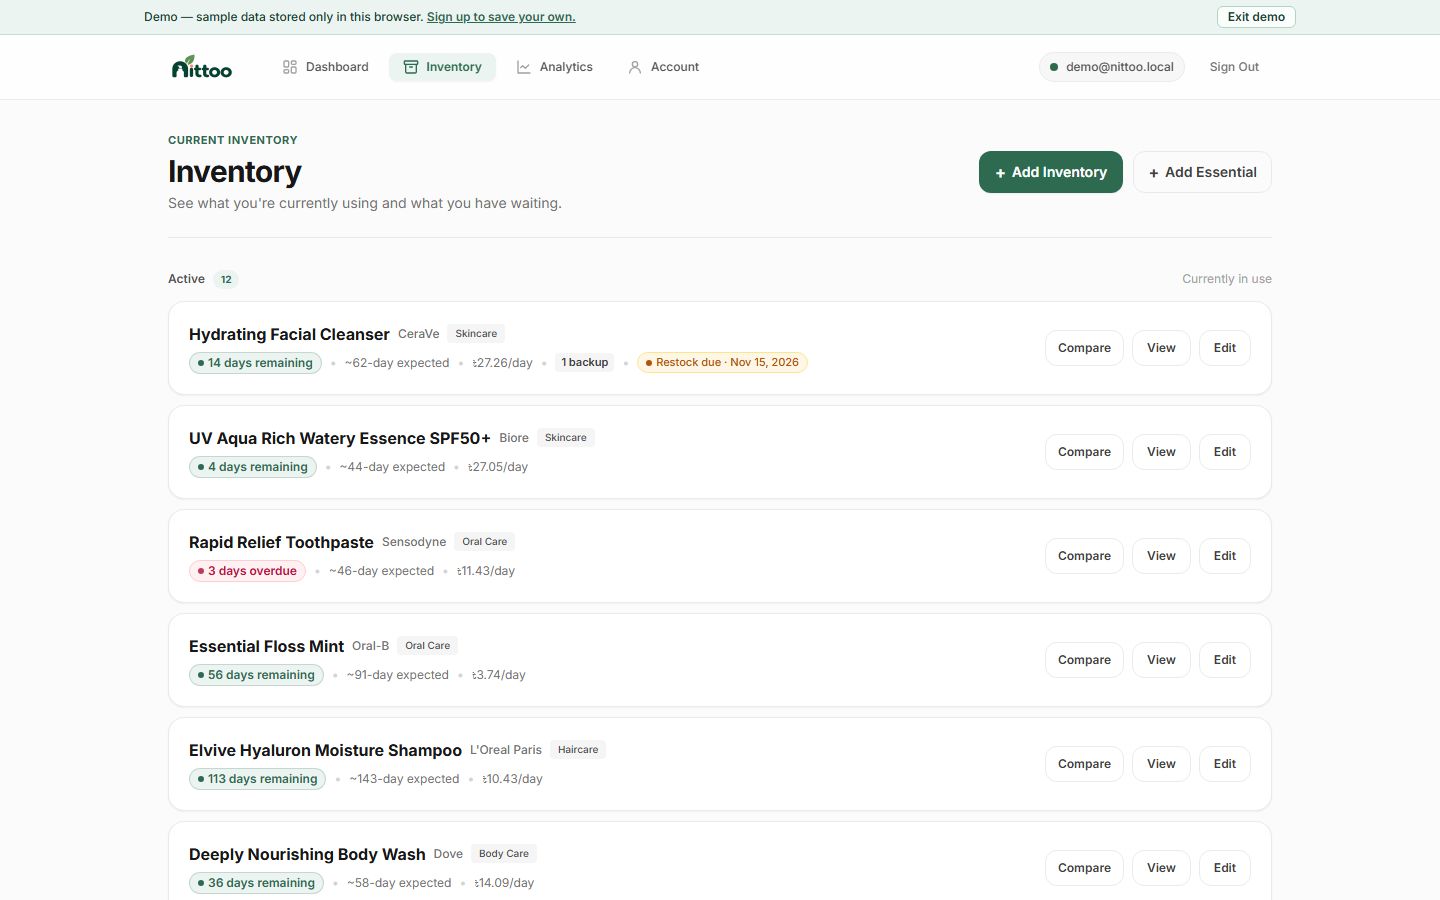 Demo — sample data stored only in this browser. Sign up to save your own.
Exit demo
Nittoo
Dashboard
Inventory
Analytics
Account
demo@nittoo.local
Sign Out
CURRENT INVENTORY
Inventory
See what you're currently using and what you have waiting.
+ Add Inventory
+ Add Essential
Active 12
Currently in use
Hydrating Facial Cleanser CeraVe Skincare
14 days remaining • ~62-day expected • ৳27.26/day • 1 backup • Restock due · Nov 15, 2026
Compare View Edit
UV Aqua Rich Watery Essence SPF50+ Biore Skincare
4 days remaining • ~44-day expected • ৳27.05/day
Compare View Edit
Rapid Relief Toothpaste Sensodyne Oral Care
3 days overdue • ~46-day expected • ৳11.43/day
Compare View Edit
Essential Floss Mint Oral-B Oral Care
56 days remaining • ~91-day expected • ৳3.74/day
Compare View Edit
Elvive Hyaluron Moisture Shampoo L'Oreal Paris Haircare
113 days remaining • ~143-day expected • ৳10.43/day
Compare View Edit
Deeply Nourishing Body Wash Dove Body Care
36 days remaining • ~58-day expected • ৳14.09/day
Compare View Edit